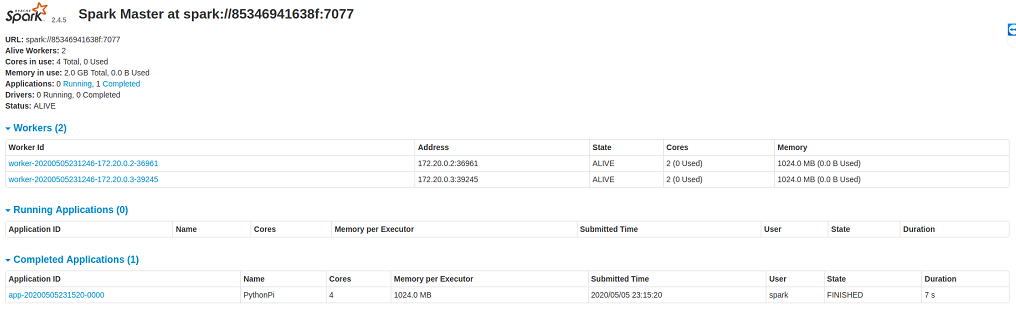 APACHE Spark 2.4.5 Spark Master at spark://85346941638f:7077
URL: spark://85346941638f:7077
Alive Workers: 2
Cores in use: 4 Total, 0 Used
Memory in use: 2.0 GB Total, 0.0 B Used
Applications: 0 Running, 1 Completed
Drivers: 0 Running, 0 Completed
Status: ALIVE
Workers (2)
Worker Id Address State Cores Memory
worker-20200505231246-172.20.0.2-36961 172.20.0.2:36961 ALIVE 2 (0 Used) 1024.0 MB (0.0 B Used)
worker-20200505231246-172.20.0.3-39245 172.20.0.3:39245 ALIVE 2 (0 Used) 1024.0 MB (0.0 B Used)
Running Applications (0)
Application ID Name Cores Memory per Executor Submitted Time User State Duration
Completed Applications (1)
Application ID Name Cores Memory per Executor Submitted Time User State Duration
app-20200505231520-0000 PythonPi 4 1024.0 MB 2020/05/05 23:15:20 spark FINISHED 7 s